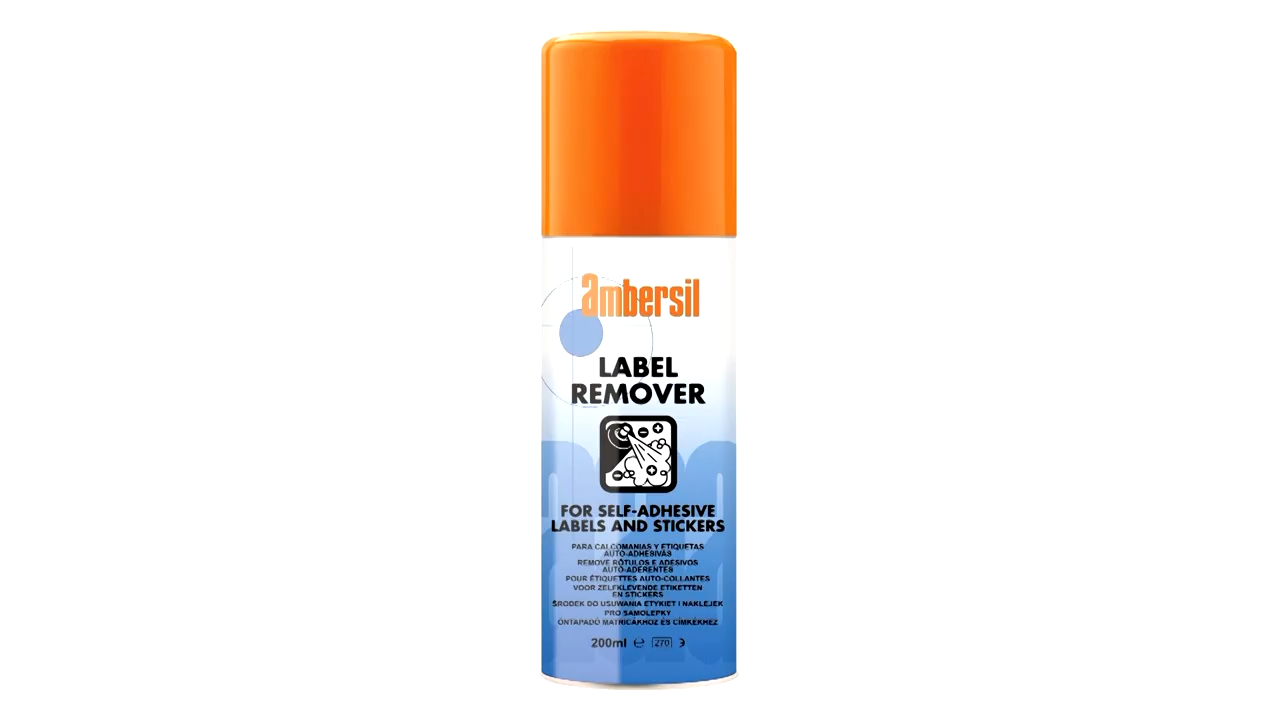 ambersil
LABEL
REMOVER
FOR SELF-ADHESIVE
LABELS AND STICKERS
PARA CALCOMANIAS Y ETIQUETAS
AUTO-ADHESIVAS
REMOVE RÓTULOS E ADESIVOS
AUTO-ADERENTES
POUR ÉTIQUETTES AUTO-COLLANTES
VOOR ZELFKLEVENDE ETIKETTEN
EN STICKERS
ŚRODEK DO USUWANIA ETYKIET I NAKLEJEK
PRO SAMOLEPKY
ÖNTAPADÓ MATRICÁKHOZ ÉS CÍMKÉKHEZ
200ml ℮ 270 ɜ